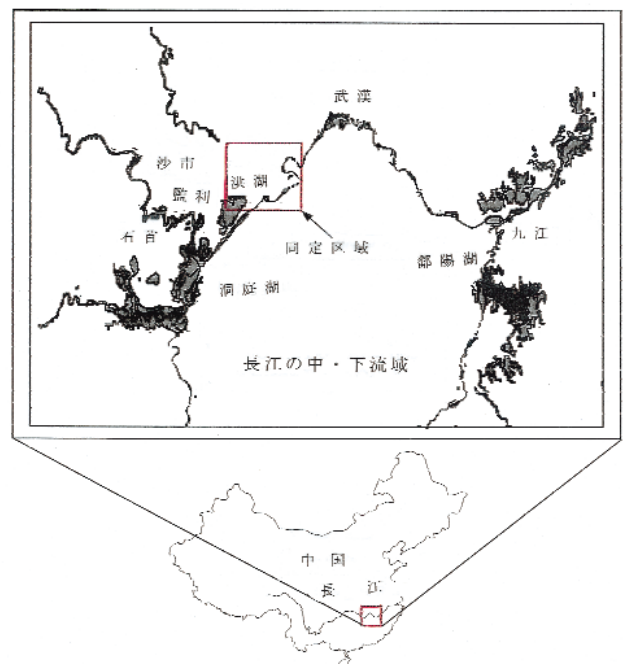 武漢
沙市
洪湖
監利
石首
九江
同定区域
鄱陽湖
洞庭湖
長江の中・下流域
中国
長江